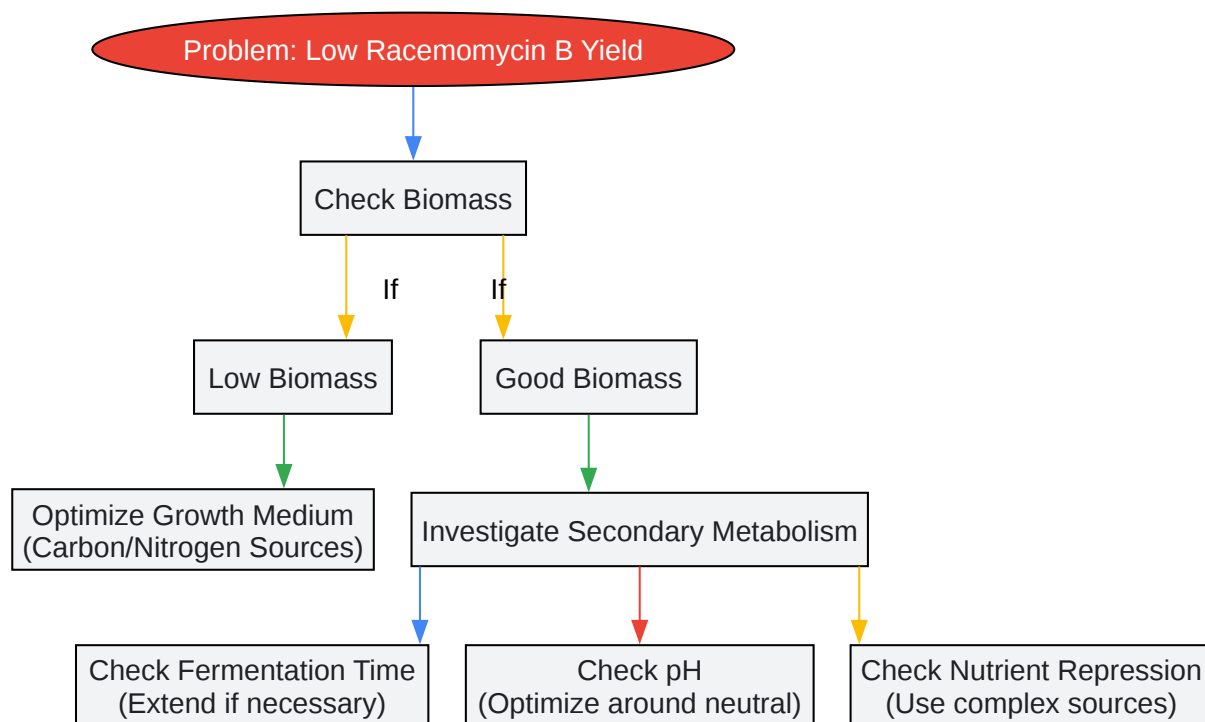 Problem: Low Racemomycin B Yield
Check Biomass
If
If
Low Biomass
Good Biomass
Optimize Growth Medium
(Carbon/Nitrogen Sources)
Investigate Secondary Metabolism
Check Fermentation Time
(Extend if necessary)
Check pH
(Optimize around neutral)
Check Nutrient Repression
(Use complex sources)